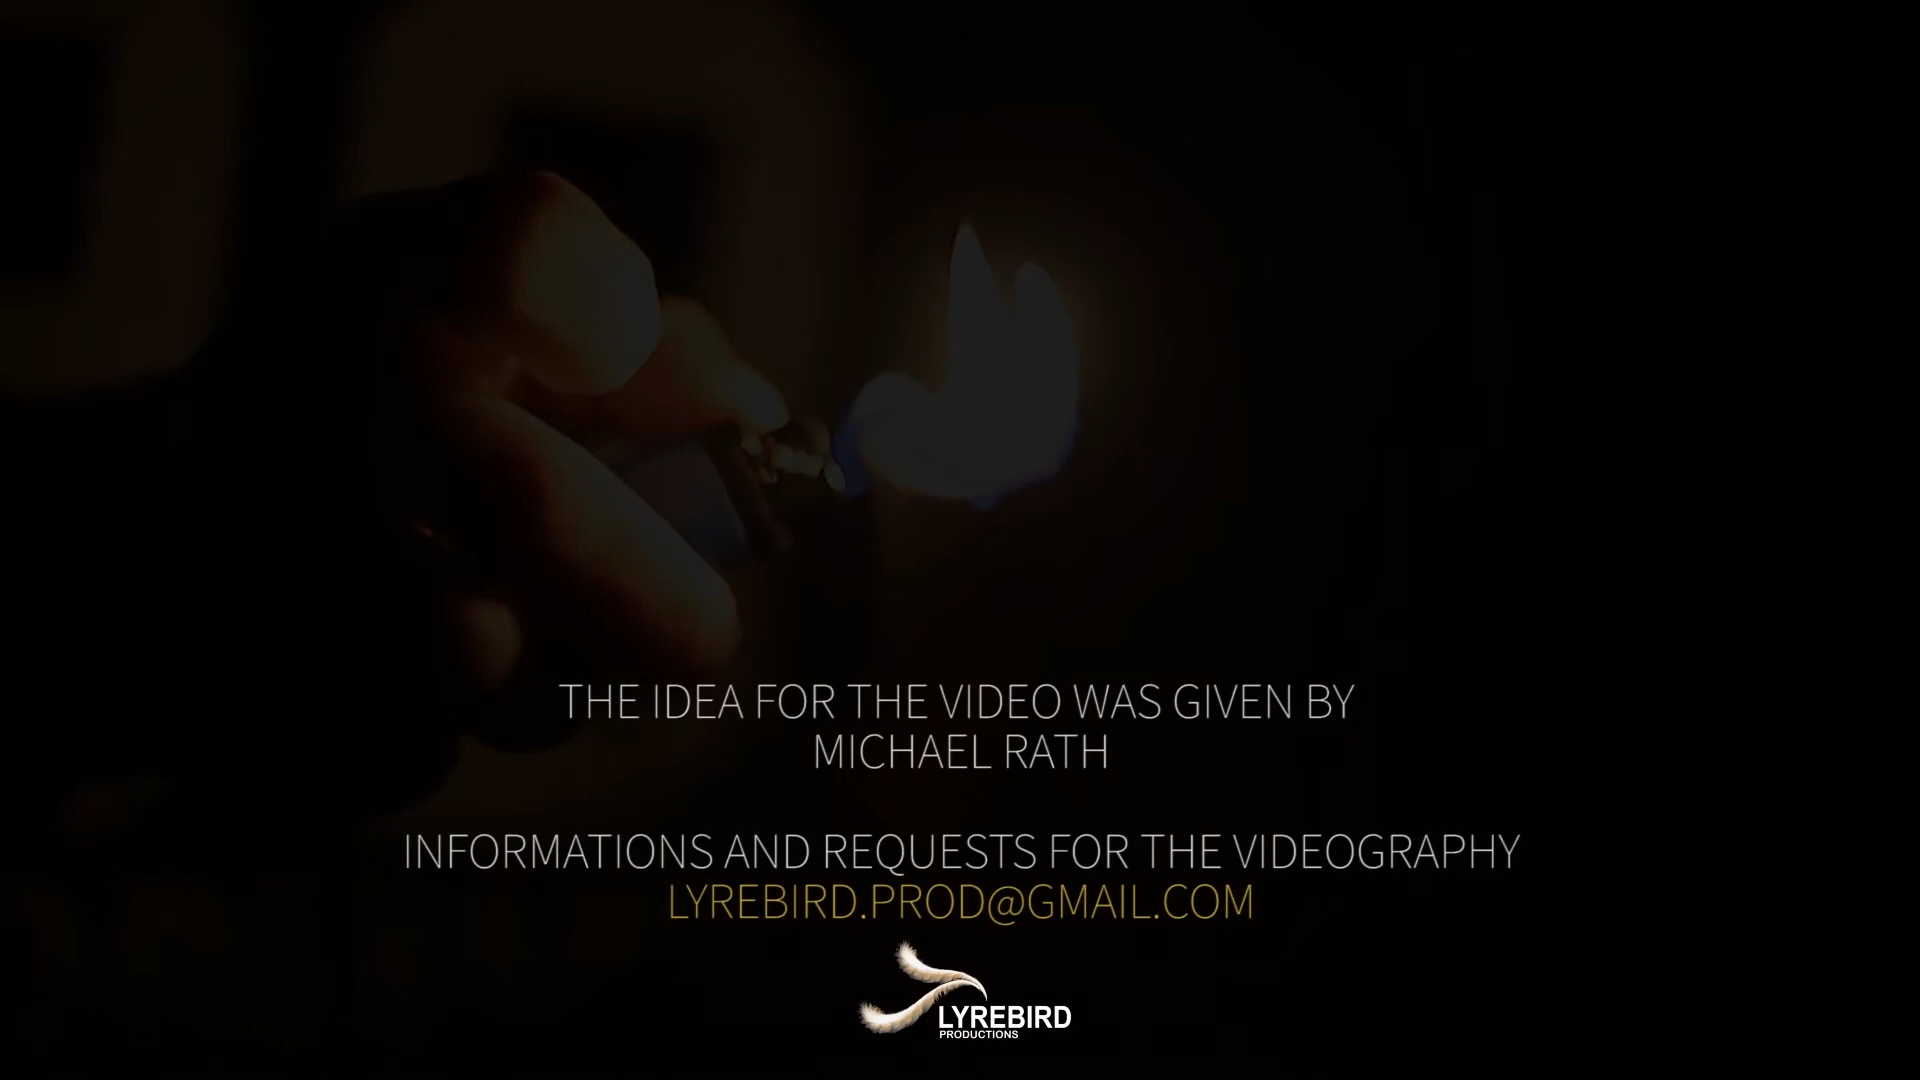 THE IDEA FOR THE VIDEO WAS GIVEN BY
MICHAEL RATH
INFORMATIONS AND REQUESTS FOR THE VIDEOGRAPHY
LYREBIRD.PROD@GMAIL.COM
LYREBIRD
PRODUCTIONS